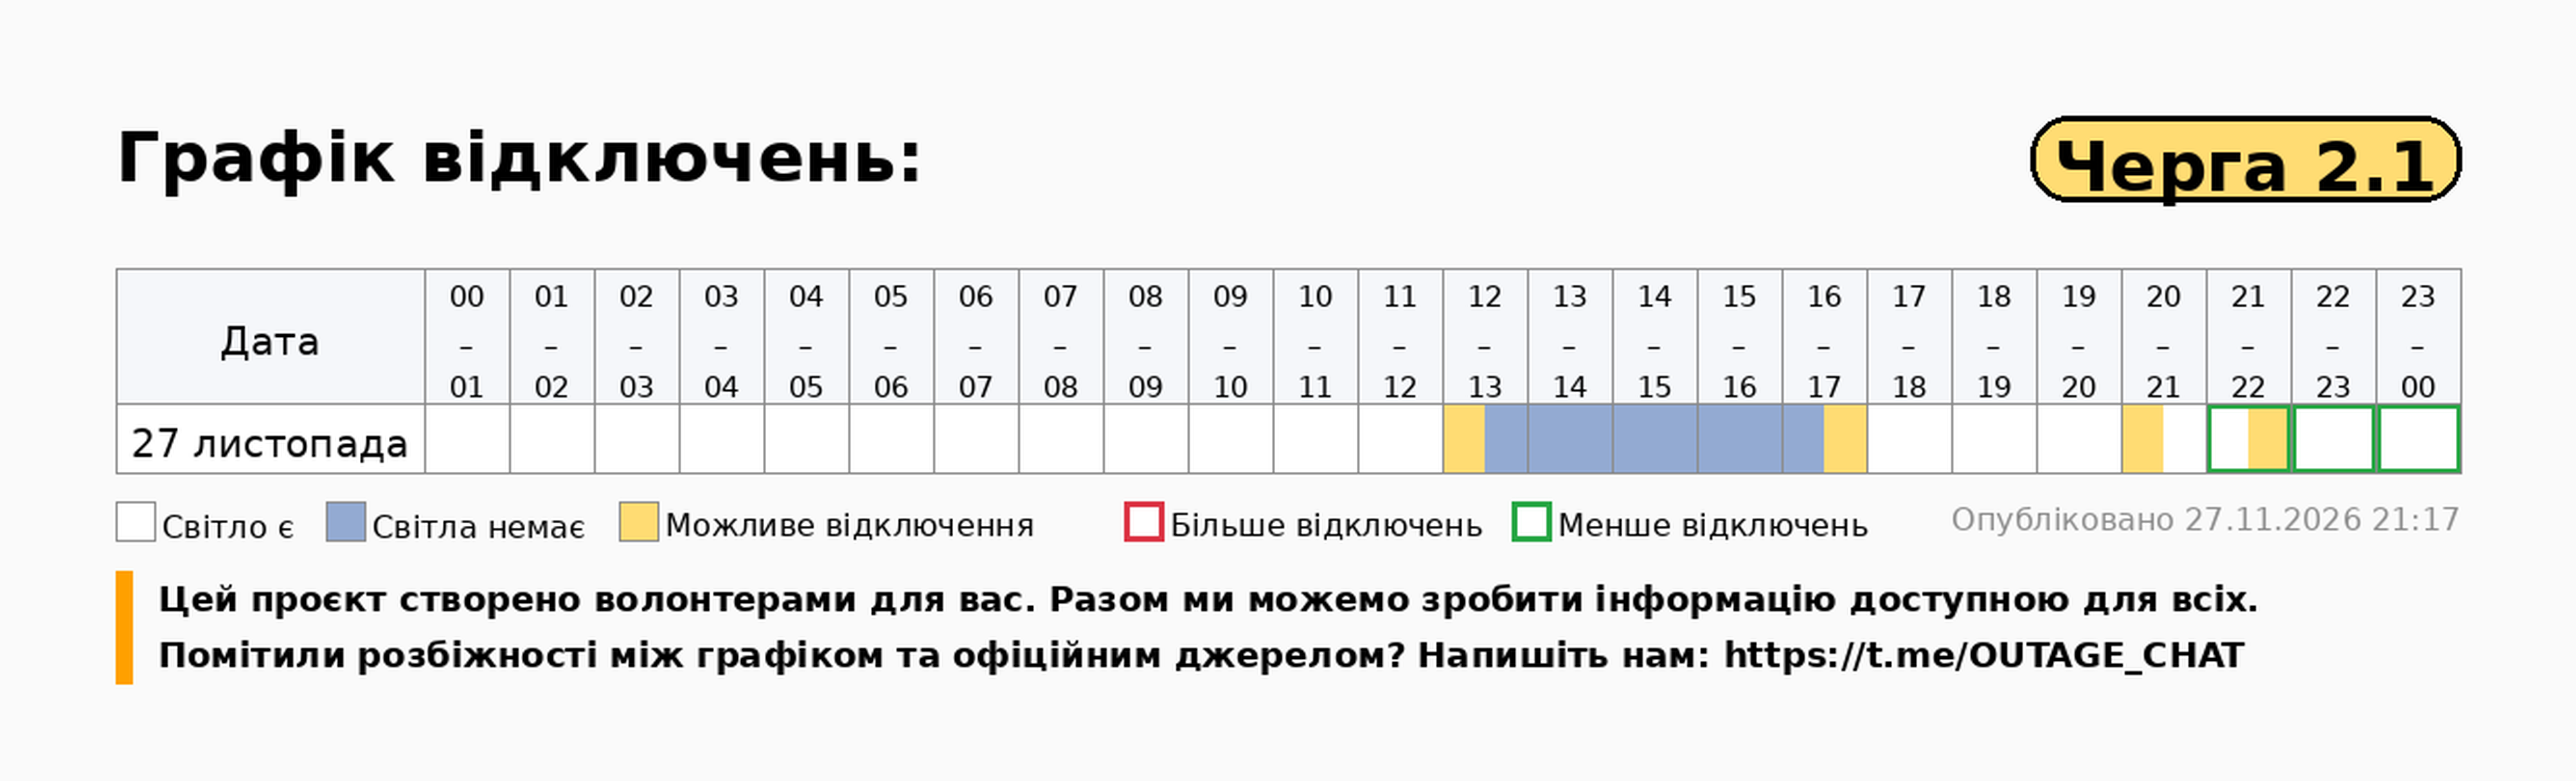 Графік відключень:
Черга 2.1
Дата
00 – 01
01 – 02
02 – 03
03 – 04
04 – 05
05 – 06
06 – 07
07 – 08
08 – 09
09 – 10
10 – 11
11 – 12
12 – 13
13 – 14
14 – 15
15 – 16
16 – 17
17 – 18
18 – 19
19 – 20
20 – 21
21 – 22
22 – 23
23 – 00
27 листопада
Світло є
Світла немає
Можливе відключення
Більше відключень
Менше відключень
Опубліковано 27.11.2026 21:17
Цей проєкт створено волонтерами для вас. Разом ми можемо зробити інформацію доступною для всіх.
Помітили розбіжності між графіком та офіційним джерелом? Напишіть нам: https://t.me/OUTAGE_CHAT